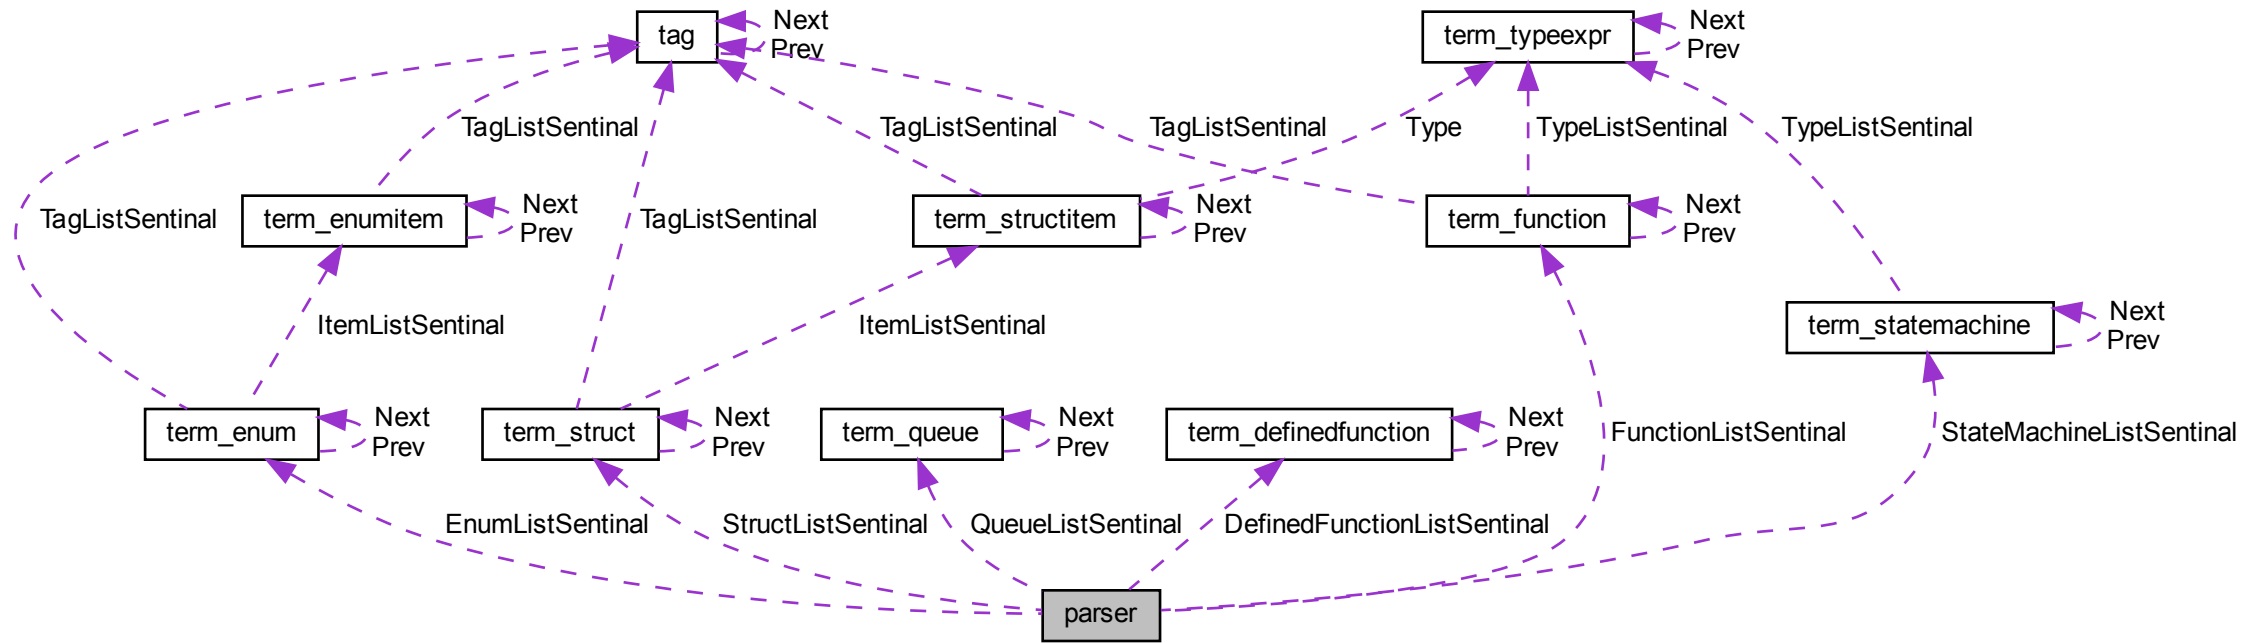 tag
Next
Prev
term_typeexpr
Next
Prev
TagListSentinal
TagListSentinal
TagListSentinal
Type
TypeListSentinal
TypeListSentinal
TagListSentinal
term_enumitem
Next
Prev
TagListSentinal
term_structitem
Next
Prev
term_function
Next
Prev
ItemListSentinal
ItemListSentinal
term_statemachine
Next
Prev
term_enum
Next
Prev
term_struct
Next
Prev
term_queue
Next
Prev
term_definedfunction
Next
Prev
FunctionListSentinal
StateMachineListSentinal
EnumListSentinal
StructListSentinal
QueueListSentinal
DefinedFunctionListSentinal
parser